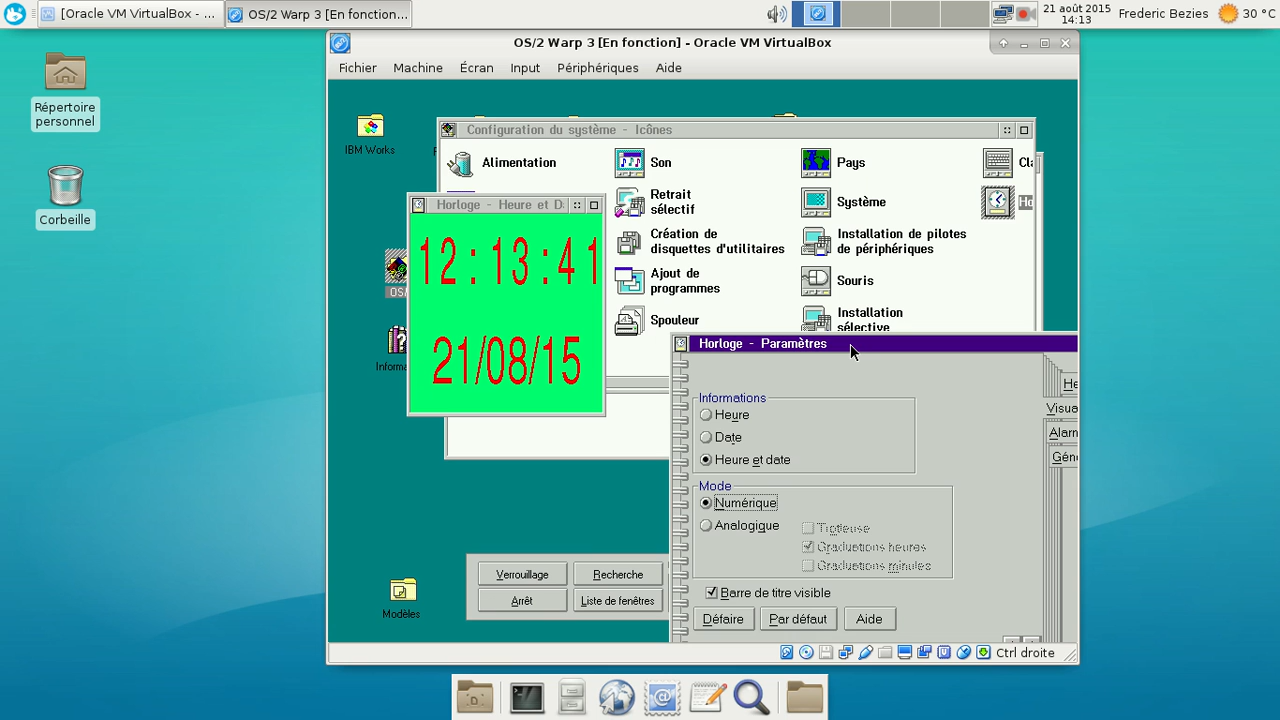 [Oracle VM VirtualBox - ...
OS/2 Warp 3 [En fonction...
21 août 2015
14:13
Frederic Bezies
30 °C
Répertoire
personnel
Corbeille
OS/2 Warp 3 [En fonction] - Oracle VM VirtualBox
Fichier Machine Écran Input Périphériques Aide
IBM Works
Configuration du système - Icônes
Alimentation
Son
Pays
Retrait
sélectif
Système
Création de
disquettes d'utilitaires
Installation de pilotes
de périphériques
Ajout de
programmes
Souris
Spouleur
Installation
sélective
Horloge - Heure et D
12:13:41
21/08/15
OS/
Informa
Modèles
Verrouillage
Recherche
Arrêt
Liste de fenêtres
Horloge - Paramètres
Informations
Heure
Date
Heure et date
Mode
Numérique
Analogique
Trotteuse
Graduations heures
Graduations minutes
Barre de titre visible
Défaire
Par défaut
Aide
He
Visua
Alarm
Géné
Ctrl droite